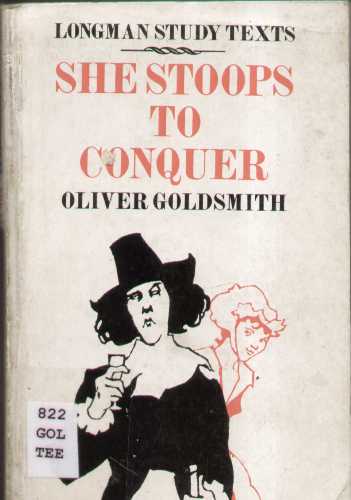 LONGMAN STUDY TEXTS
SHE STOOPS
TO
CONQUER
OLIVER GOLDSMITH
822
GOL
TEE